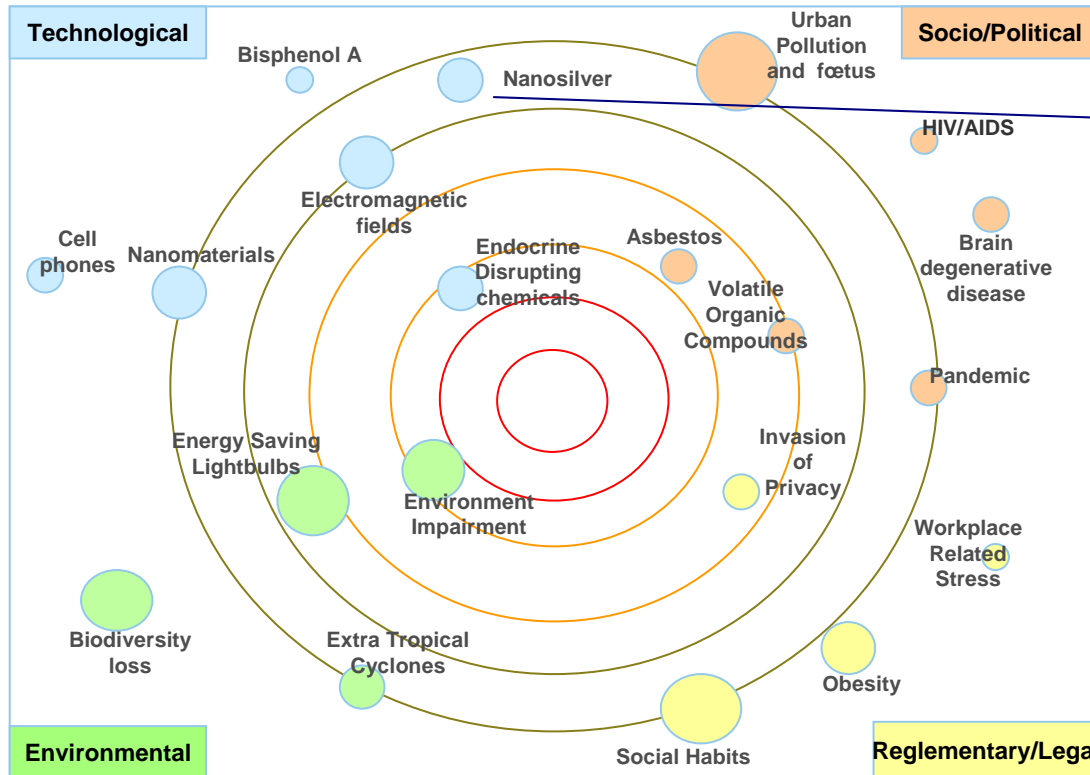 Technological
Socio/Political
Urban
Pollution
and fœtus
Bisphenol A
Nanosilver
HIV/AIDS
Electromagnetic
fields
Cell
phones
Nanomaterials
Endocrine
Disrupting
chemicals
Asbestos
Brain
degenerative
disease
Volatile
Organic
Compounds
Pandemic
Energy Saving
Lightbulbs
Environment
Impairment
Invasion
of
Privacy
Workplace
Related
Stress
Biodiversity
loss
Extra Tropical
Cyclones
Obesity
Social Habits
Environmental
Reglementary/Lega